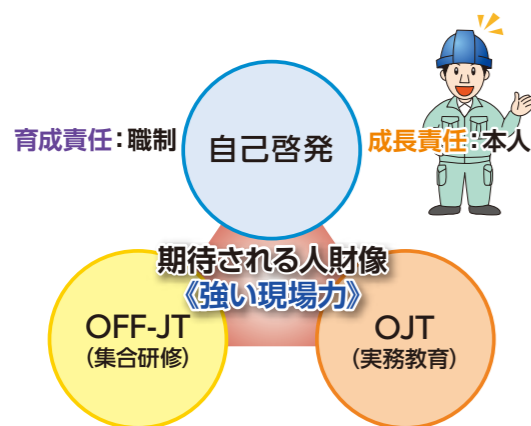 育成責任：職制
自己啓発
成長責任：本人
期待される人財像
《強い現場力》
OFF-JT
(集合研修)
OJT
(実務教育)